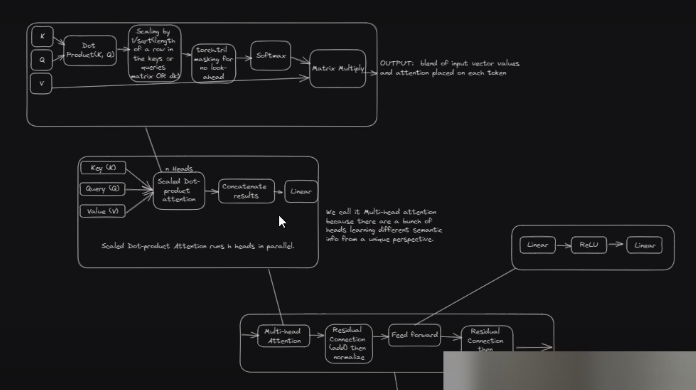 K
Q
V
Dot
Product(K, Q)
Scaling by
1/sqrt(length
of a row in
the keys or
queries
matrix OR dk)
torch.tril
masking for
no look-
ahead
Softmax
Matrix Multiply
OUTPUT: blend of input vector values
and attention placed on each token
n Heads
Key (K)
Query (Q)
Value (V)
Scaled Dot-
product
attention
Concatenate
results
Linear
Scaled Dot-product Attention runs h heads in parallel.
We call it Multi-head attention
because there are a bunch of
heads learning different semantic
info from a unique perspective.
Linear
ReLU
Linear
Multi-head
Attention
Residual
Connection
(add) then
normalize
Feed forward
Residual
Connection
then